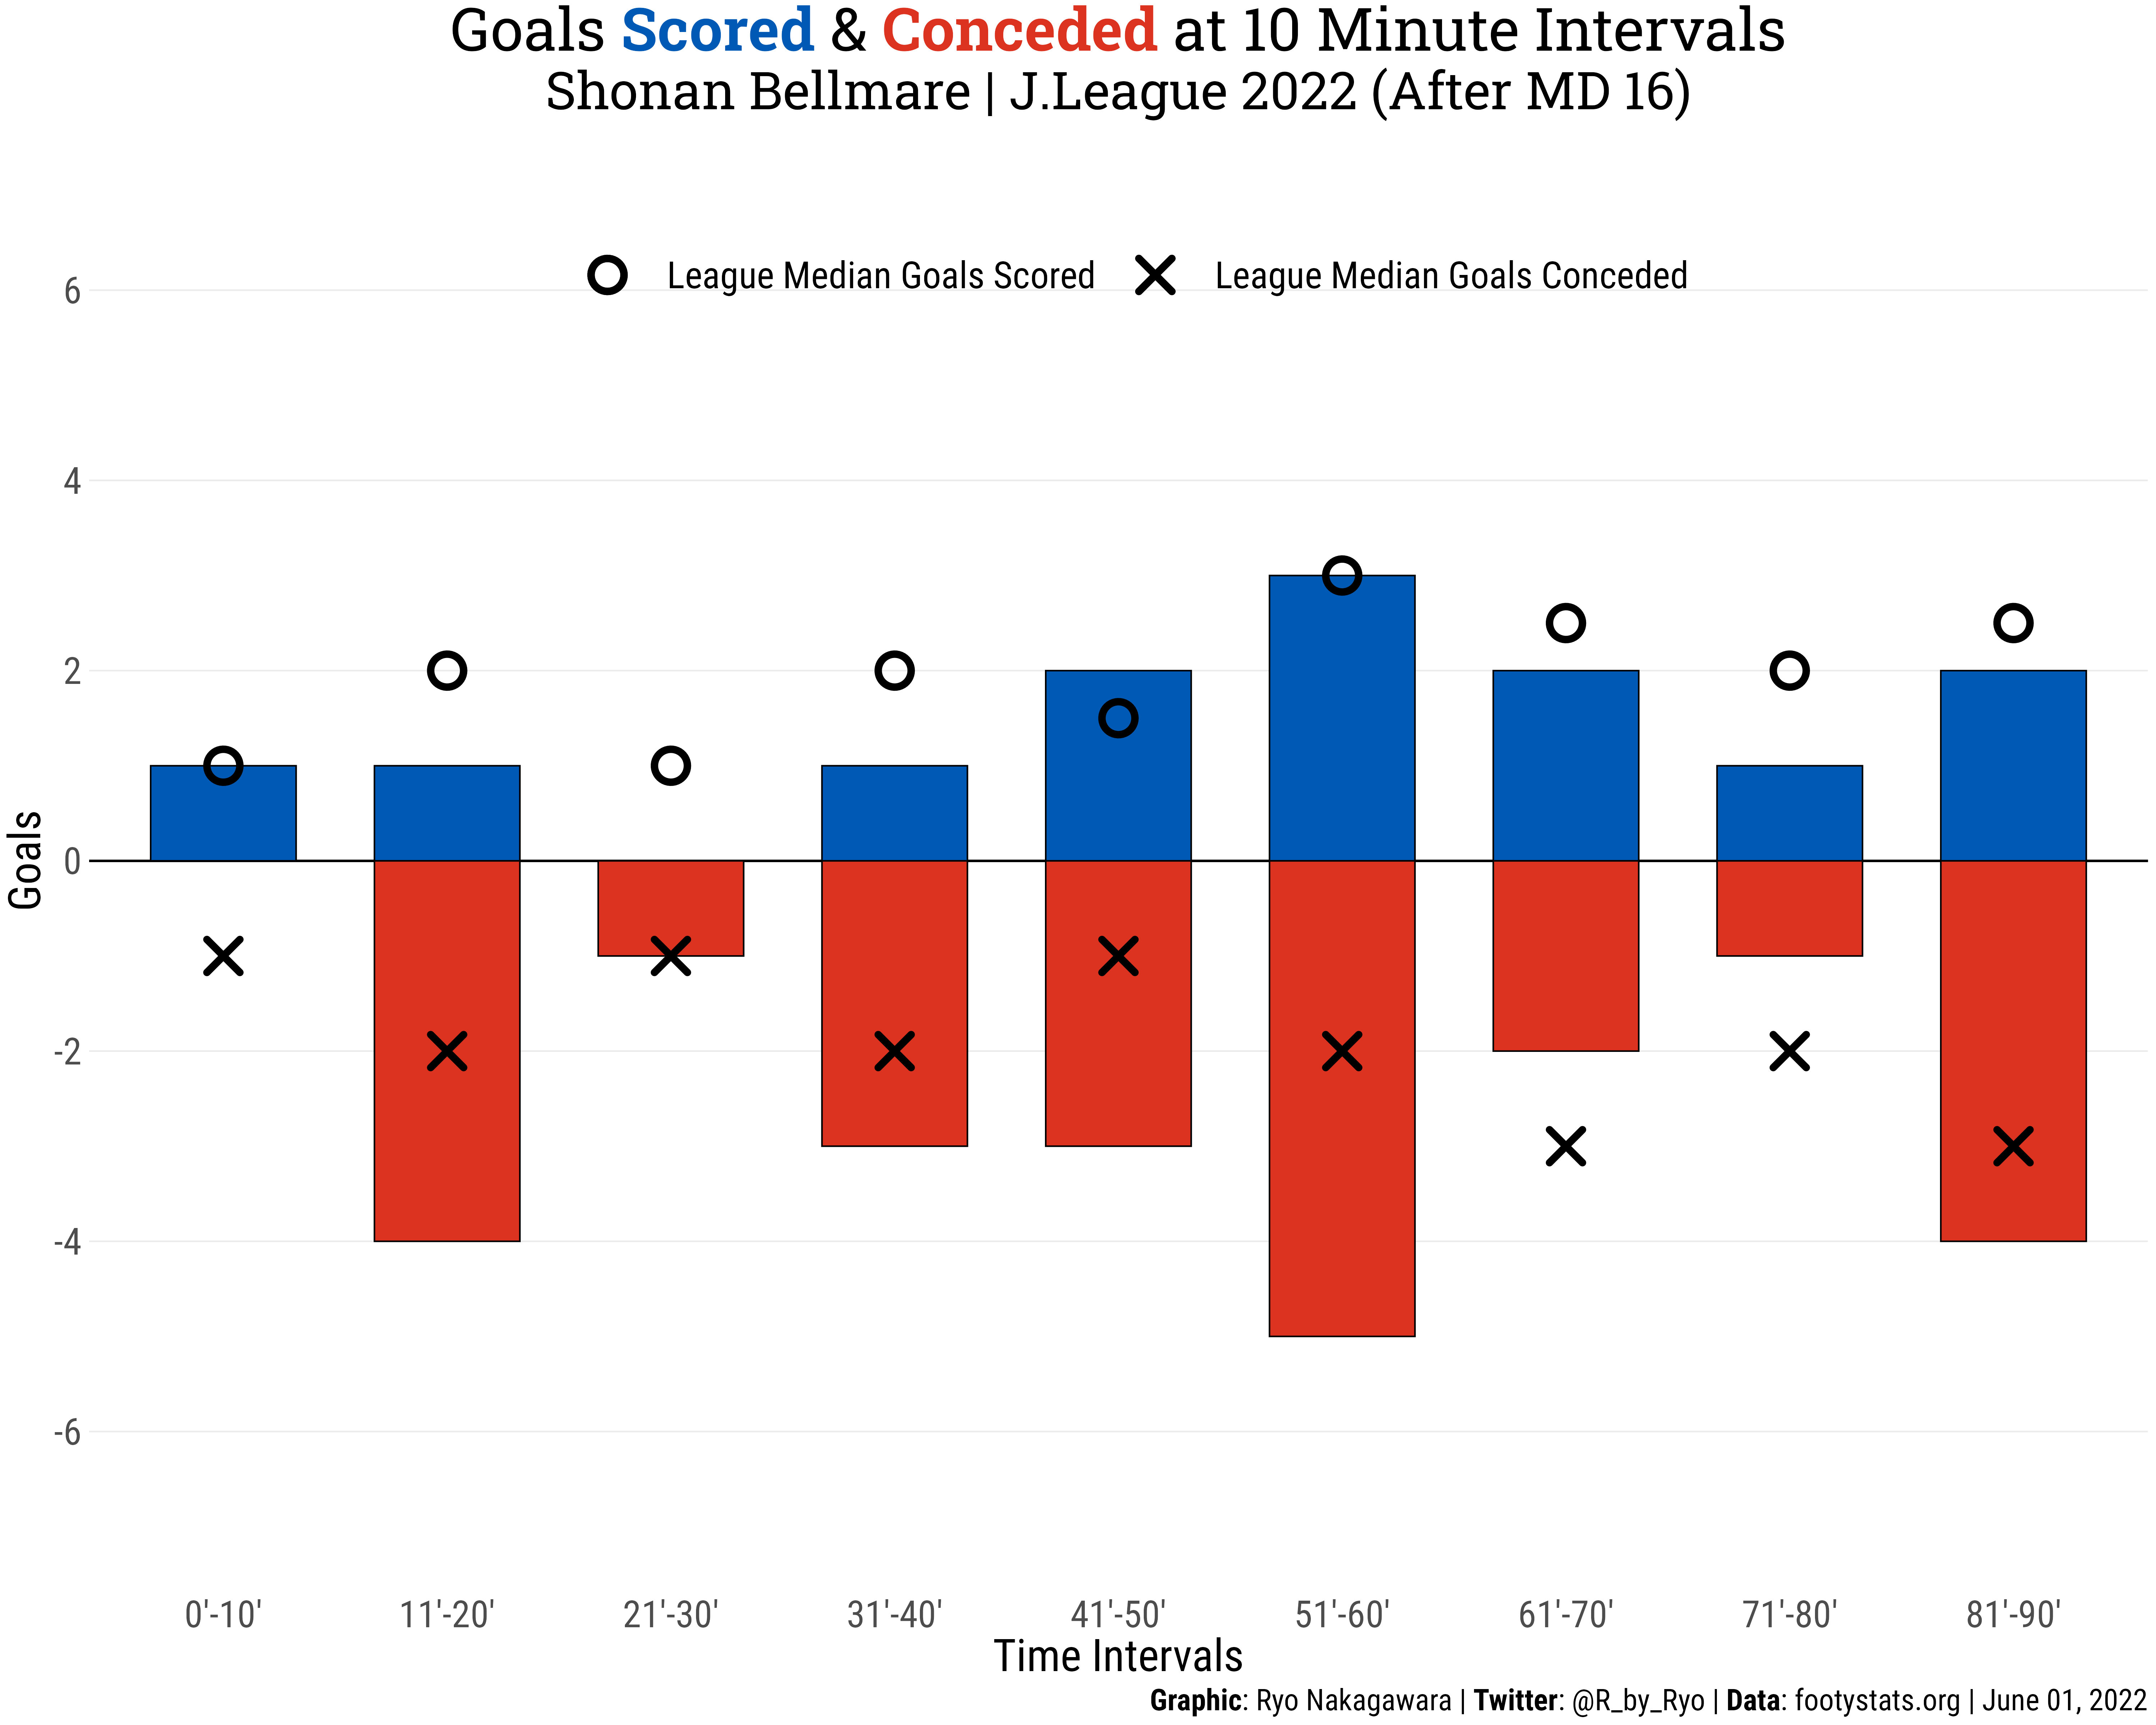 Goals Scored & Conceded at 10 Minute Intervals
Shonan Bellmare | J.League 2022 (After MD 16)
League Median Goals Scored
League Median Goals Conceded
6
4
2
0
-2
-4
-6
Goals
0'-10'
11'-20'
21'-30'
31'-40'
41'-50'
51'-60'
61'-70'
71'-80'
81'-90'
Time Intervals
Graphic: Ryo Nakagawara | Twitter: @R_by_Ryo | Data: footystats.org | June 01, 2022